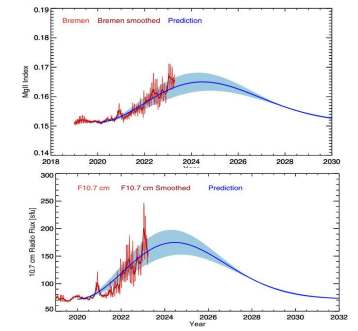 0.19
Bremen Bremen smoothed Prediction
0.18
0.17
0.16
0.15
0.14
MgII Index
2018 2020 2022 2024 2026 2028 2030
Year
300
F10.7 cm F10.7 cm Smoothed Prediction
250
200
150
100
50
10.7 cm Radio Flux [sfu]
2020 2022 2024 2026 2028 2030 2032
Year